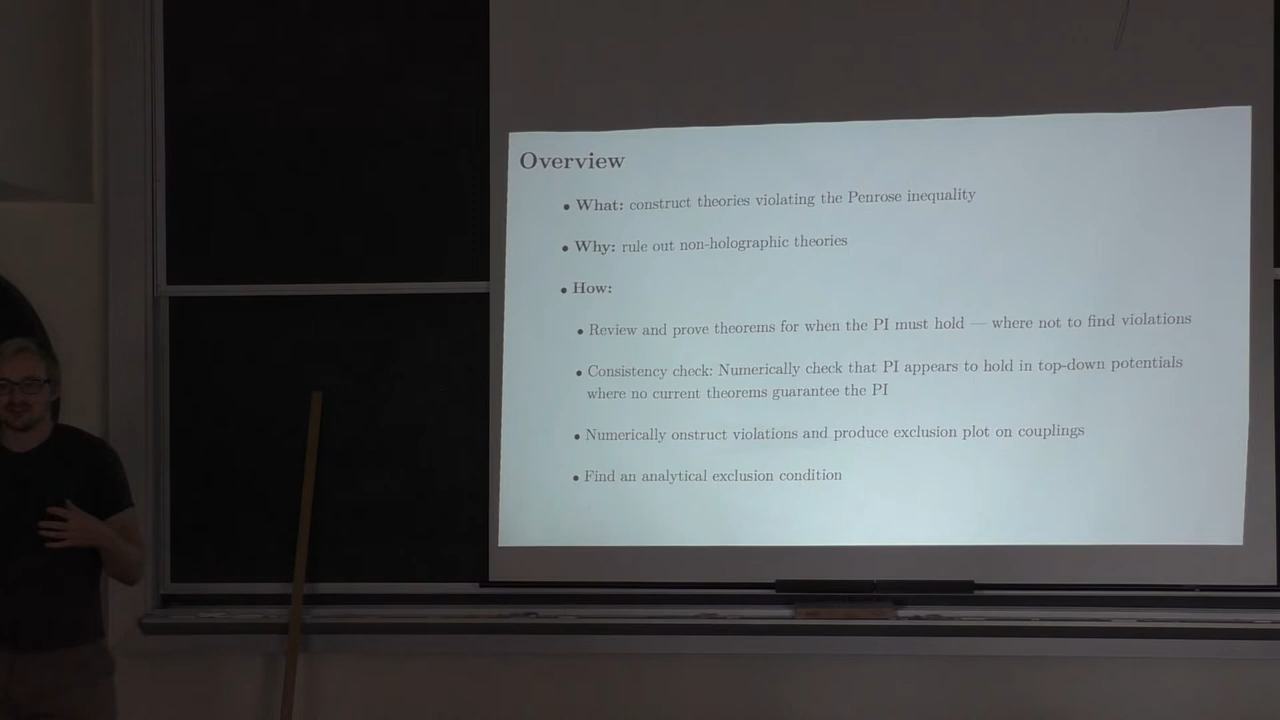 Overview
• What: construct theories violating the Penrose inequality
• Why: rule out non-holographic theories
• How:
• Review and prove theorems for when the PI must hold — where not to find violations
• Consistency check: Numerically check that PI appears to hold in top-down potentials
where no current theorems guarantee the PI
• Numerically onstruct violations and produce exclusion plot on couplings
• Find an analytical exclusion condition